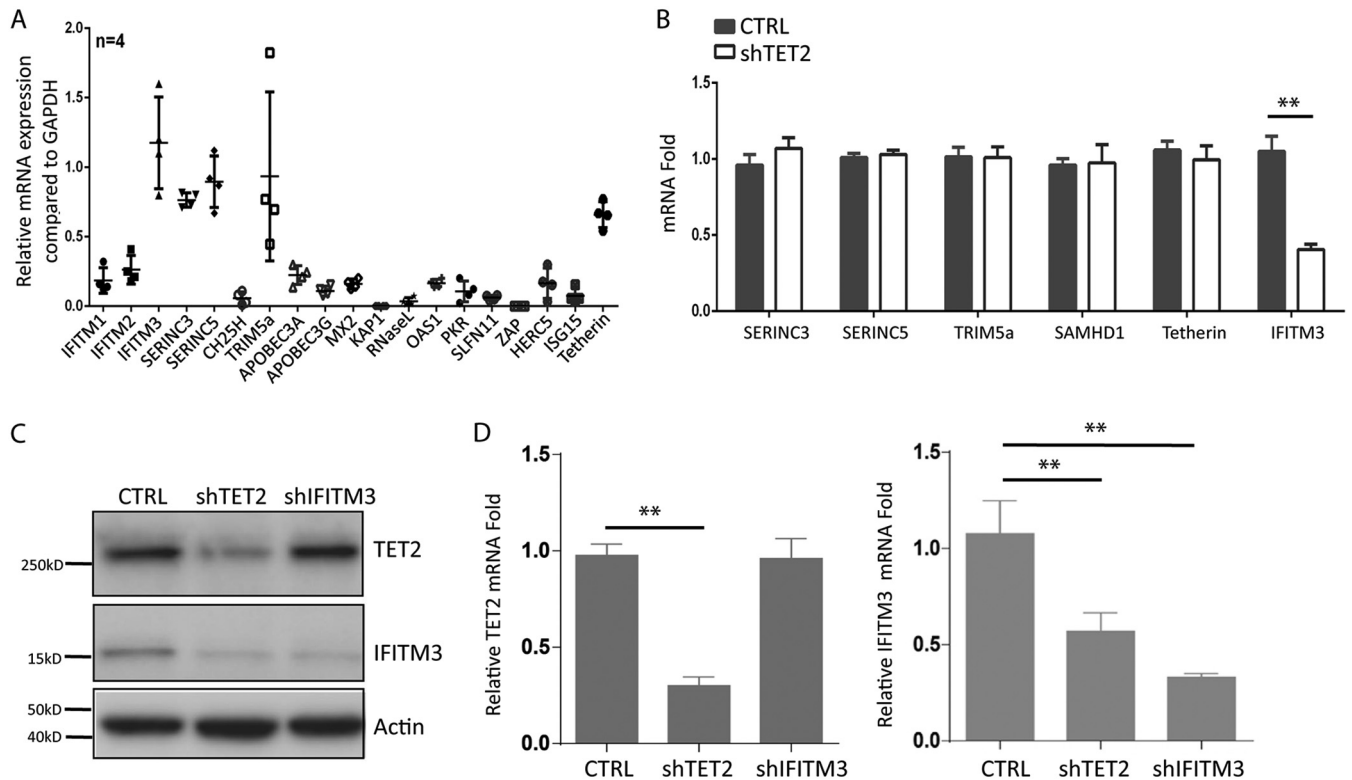 A
Relative mRNA expression
compared to GAPDH
n=4
2.0
1.5
1.0
0.5
0.0
IFITM1
IFITM2
IFITM3
SERINC3
SERINC5
CH25H
TRIM5a
APOBEC3A
APOBEC3G
MX2
KAP1
RNaseL
OAS1
PKR
SLFN11
ZAP
HERC5
ISG15
Tetherin
B
CTRL
shTET2
mRNA Fold
1.5
1.0
0.5
0.0
**
SERINC3
SERINC5
TRIM5a
SAMHD1
Tetherin
IFITM3
C
CTRL shTET2 shIFITM3
250kD
TET2
15kD
IFITM3
50kD
40kD
Actin
D
Relative TET2 mRNA Fold
1.5
1.0
0.5
0.0
**
CTRL
shTET2
shIFITM3
Relative IFITM3 mRNA Fold
1.5
1.0
0.5
0.0
**
**
CTRL
shTET2
shIFITM3